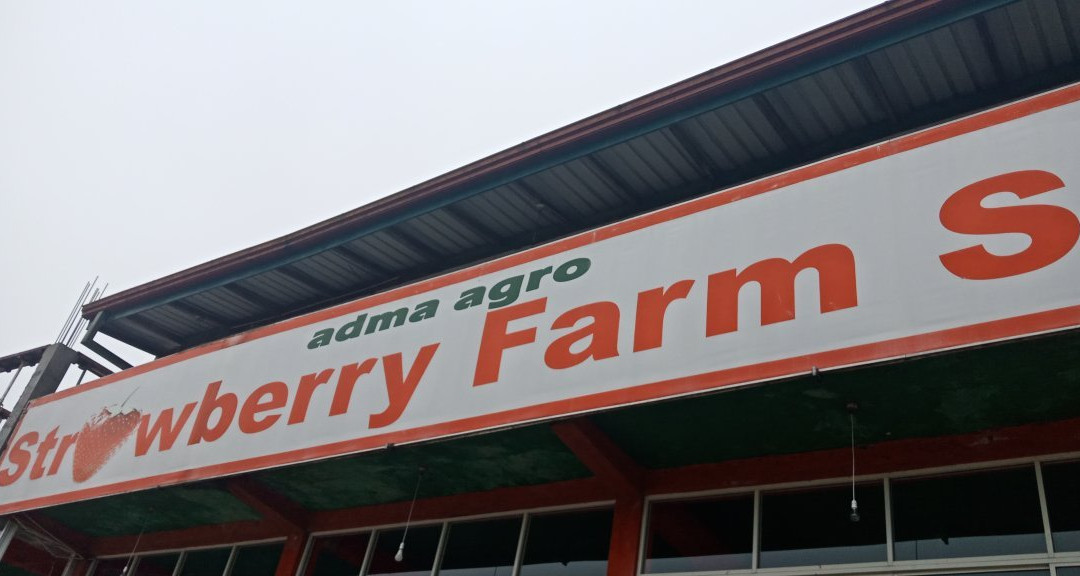 adma agro
Strawberry Farm S